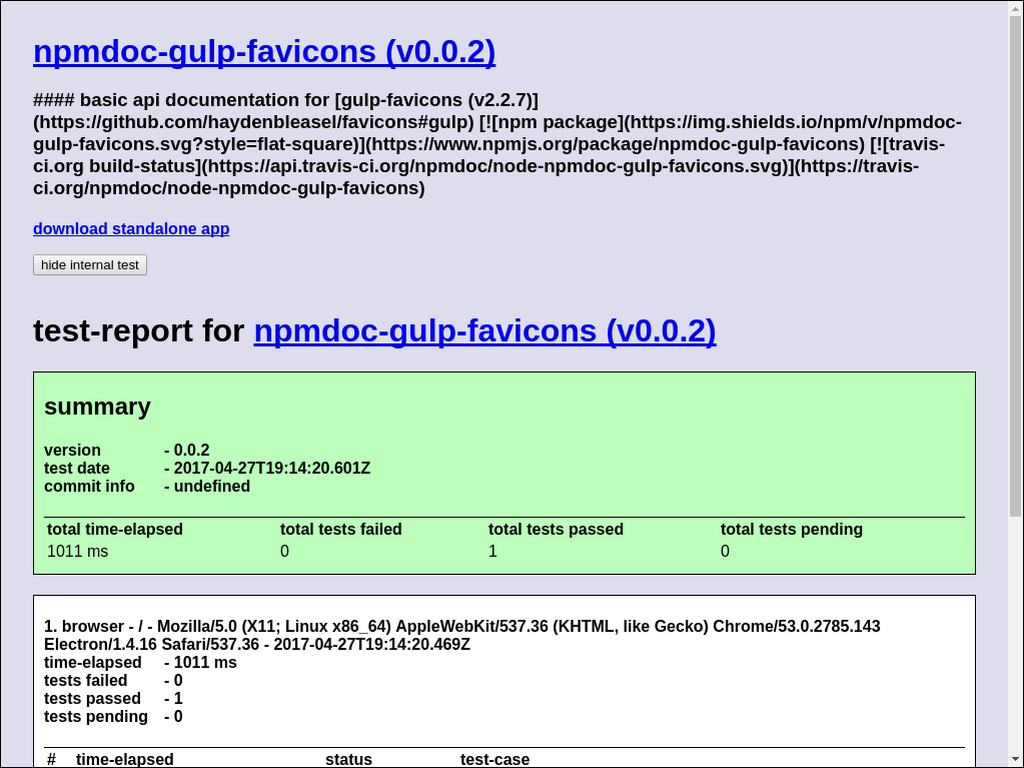 npmdoc-gulp-favicons (v0.0.2)
#### basic api documentation for [gulp-favicons (v2.2.7)]
(https://github.com/haydenbleasel/favicons#gulp) [![npm package](https://img.shields.io/npm/v/npmdoc-
gulp-favicons.svg?style=flat-square)](https://www.npmjs.org/package/npmdoc-gulp-favicons) [![travis-
ci.org build-status](https://api.travis-ci.org/npmdoc/node-npmdoc-gulp-favicons.svg)](https://travis-
ci.org/npmdoc/node-npmdoc-gulp-favicons)
download standalone app
hide internal test
test-report for npmdoc-gulp-favicons (v0.0.2)
summary
version - 0.0.2
test date - 2017-04-27T19:14:20.601Z
commit info - undefined
total time-elapsed total tests failed total tests passed total tests pending
1011 ms 0 1 0
1. browser - / - Mozilla/5.0 (X11; Linux x86_64) AppleWebKit/537.36 (KHTML, like Gecko) Chrome/53.0.2785.143
Electron/1.4.16 Safari/537.36 - 2017-04-27T19:14:20.469Z
time-elapsed - 1011 ms
tests failed - 0
tests passed - 1
tests pending - 0
# time-elapsed status test-case